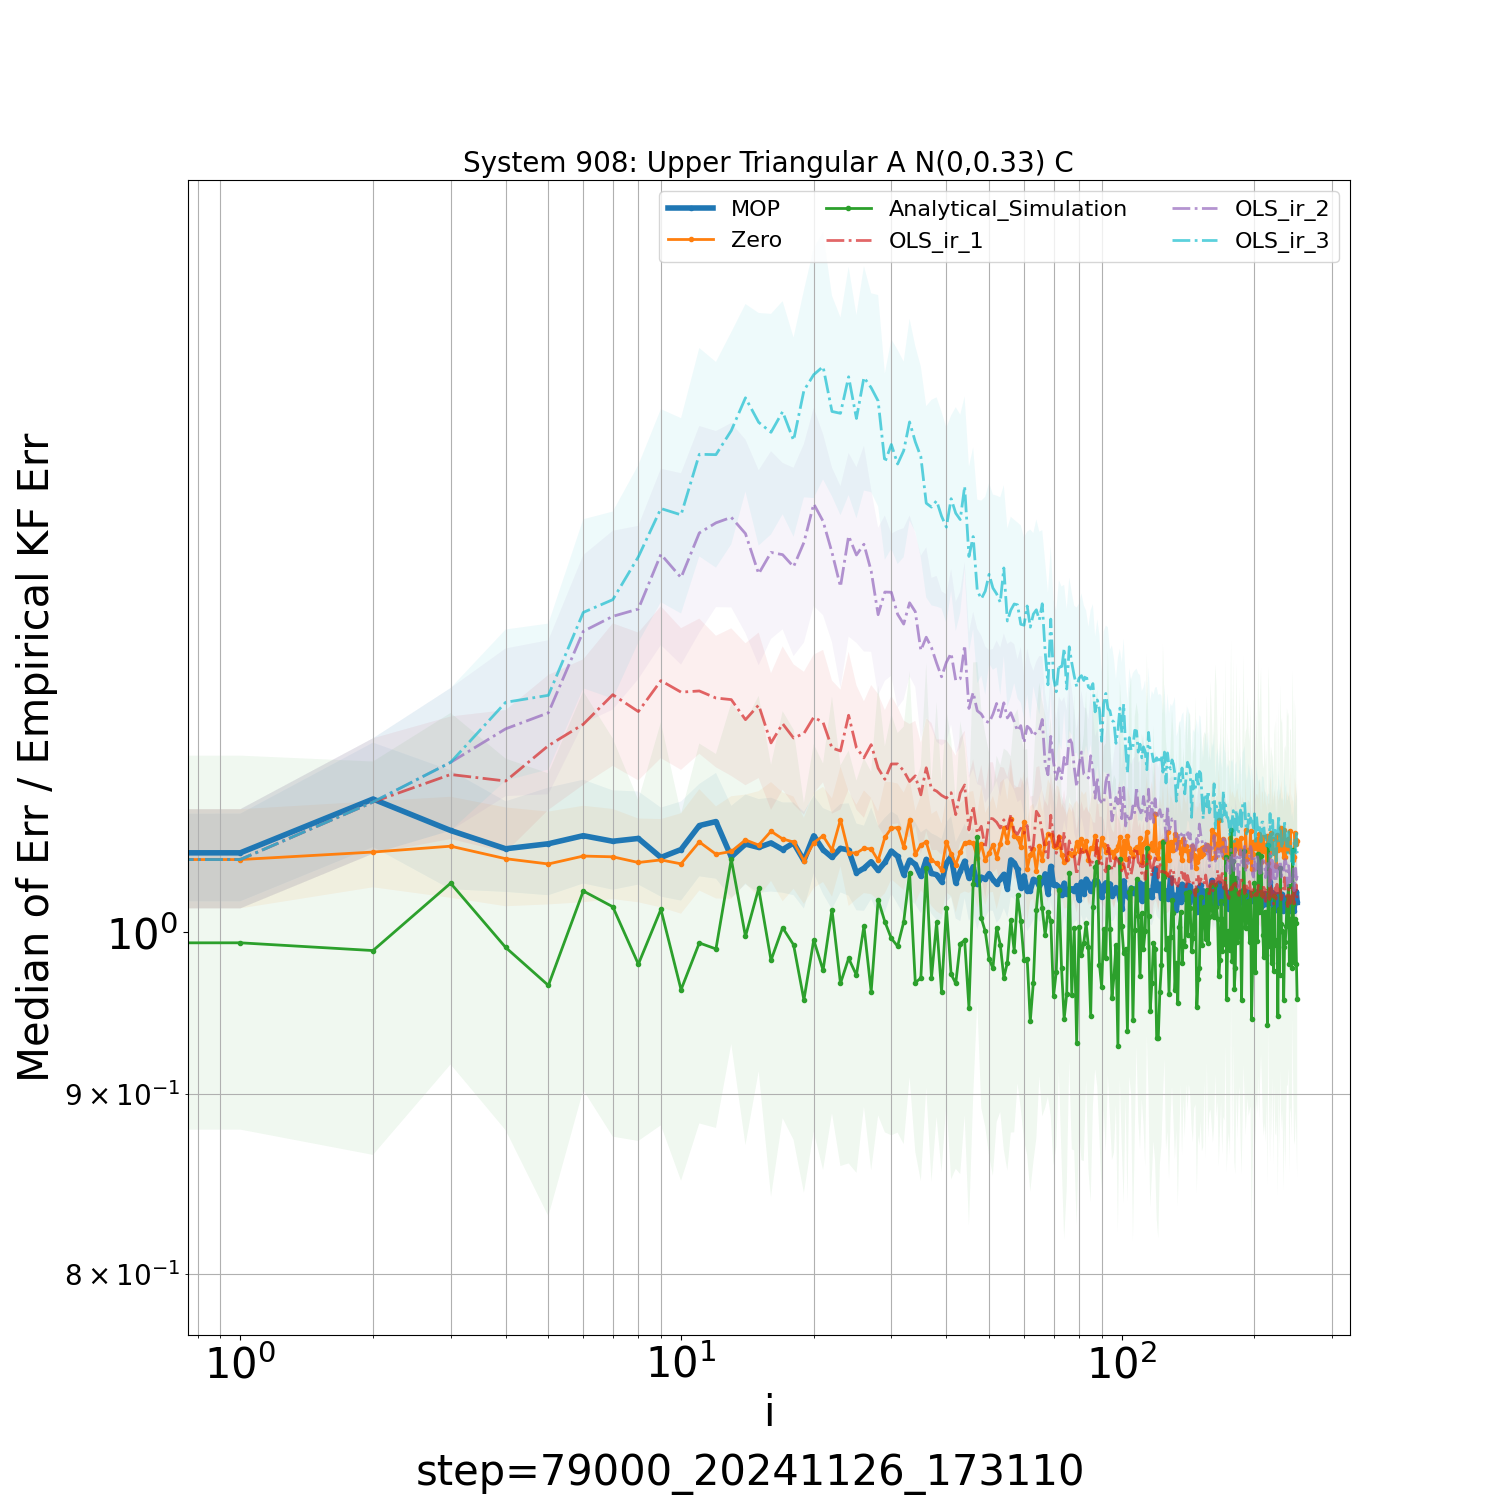 System 908: Upper Triangular A N(0,0.33) C
MOP
Zero
Analytical_Simulation
OLS_ir_1
OLS_ir_2
OLS_ir_3
Median of Err / Empirical KF Err
10⁰
9 × 10⁻¹
8 × 10⁻¹
10⁰ 10¹ 10²
i
step=79000_20241126_173110